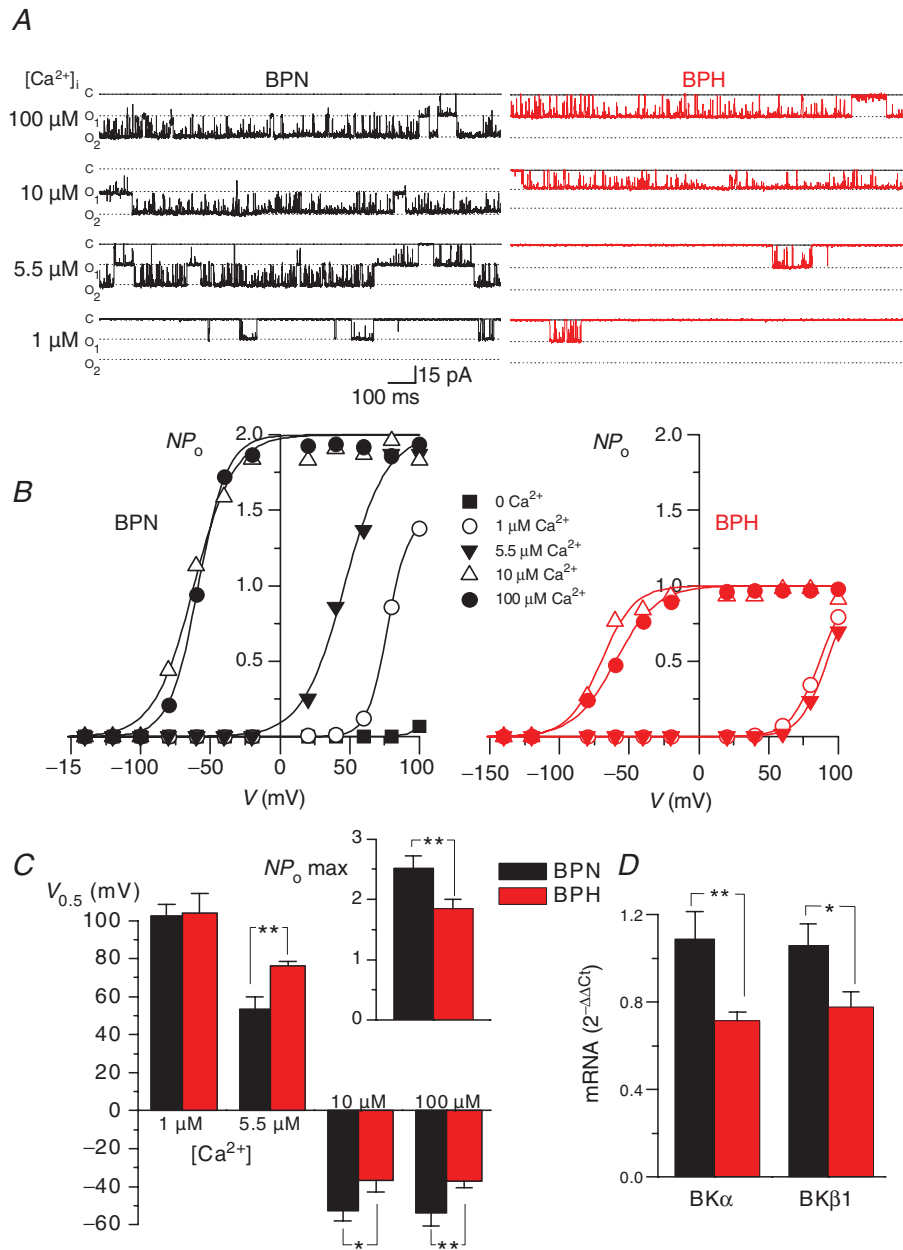 A
[Ca²⁺]ᵢ BPN BPH
100 µM C O₁ O₂
10 µM C O₁ O₂
5.5 µM C O₁ O₂
1 µM C O₁ O₂
15 pA
100 ms
B
NPₒ
2.0
1.5
1.0
0.5
BPN
−15 −100 −50 0 50 100
V (mV)
0 Ca²⁺
1 µM Ca²⁺
5.5 µM Ca²⁺
10 µM Ca²⁺
100 µM Ca²⁺
NPₒ
2.0
1.5
1.0
0.5
BPH
−150 −100 −50 0 50 100
V (mV)
C
V₀.₅ (mV)
100
80
60
40
20
0
−20
−40
−60
1 µM 5.5 µM
[Ca²⁺]
10 µM 100 µM
**
*
**
NPₒ max
3
2
1
0
**
BPN
BPH
D
mRNA (2⁻ΔΔCt)
1.2
0.8
0.4
0.0
**
*
BKα BKβ1